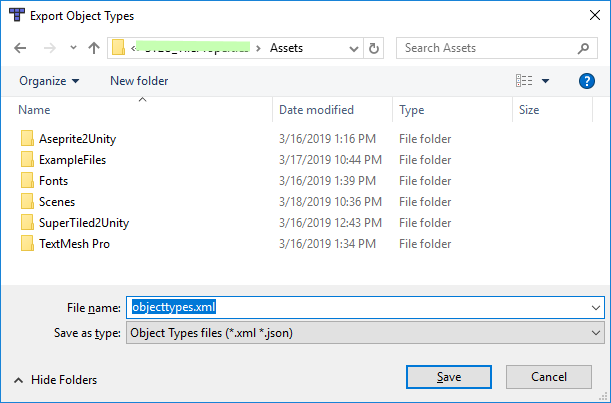 Export Object Types
« Assets
Search Assets
Organize New folder
Name Date modified Type Size
Aseprite2Unity 3/16/2019 1:16 PM File folder
ExampleFiles 3/17/2019 10:44 PM File folder
Fonts 3/16/2019 1:39 PM File folder
Scenes 3/18/2019 10:36 PM File folder
SuperTiled2Unity 3/16/2019 12:43 PM File folder
TextMesh Pro 3/16/2019 1:34 PM File folder
File name: objecttypes.xml
Save as type: Object Types files (*.xml *.json)
Hide Folders Save Cancel